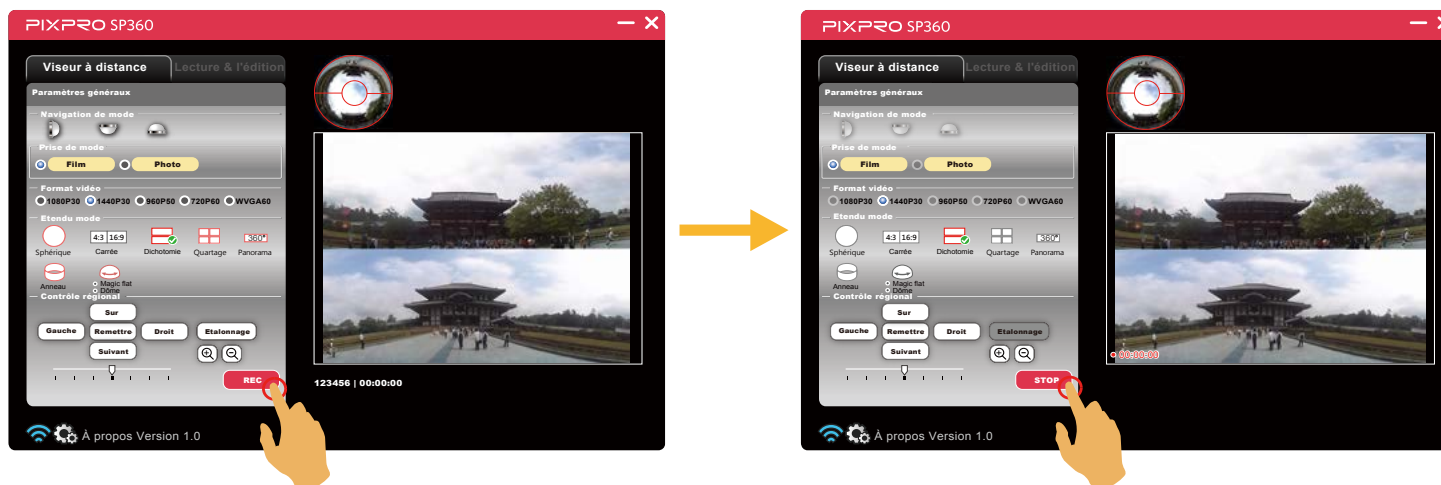 PIXPRO SP360
Viseur à distance Lecture & l'édition
Paramètres généraux
Navigation de mode
Prise de mode
Film Photo
Format vidéo
1080P30 1440P30 960P50 720P60 WVGA60
Etendu mode
4:3 16:9 360°
Sphérique Carrée Dichotomie Quartage Panorama
Anneau Magic flat
Dôme
Contrôle régional
Sur
Gauche Remettre Droit Etalonnage
Suivant
REC
123456 | 00:00:00
À propos Version 1.0
PIXPRO SP360
Viseur à distance Lecture & l'édition
Paramètres généraux
Navigation de mode
Prise de mode
Film Photo
Format vidéo
1080P30 1440P30 960P50 720P60 WVGA60
Etendu mode
4:3 16:9 360°
Sphérique Carrée Dichotomie Quartage Panorama
Anneau Magic flat
Dôme
Contrôle régional
Sur
Gauche Remettre Droit Etalonnage
Suivant
00:00:00
STOP
À propos Version 1.0